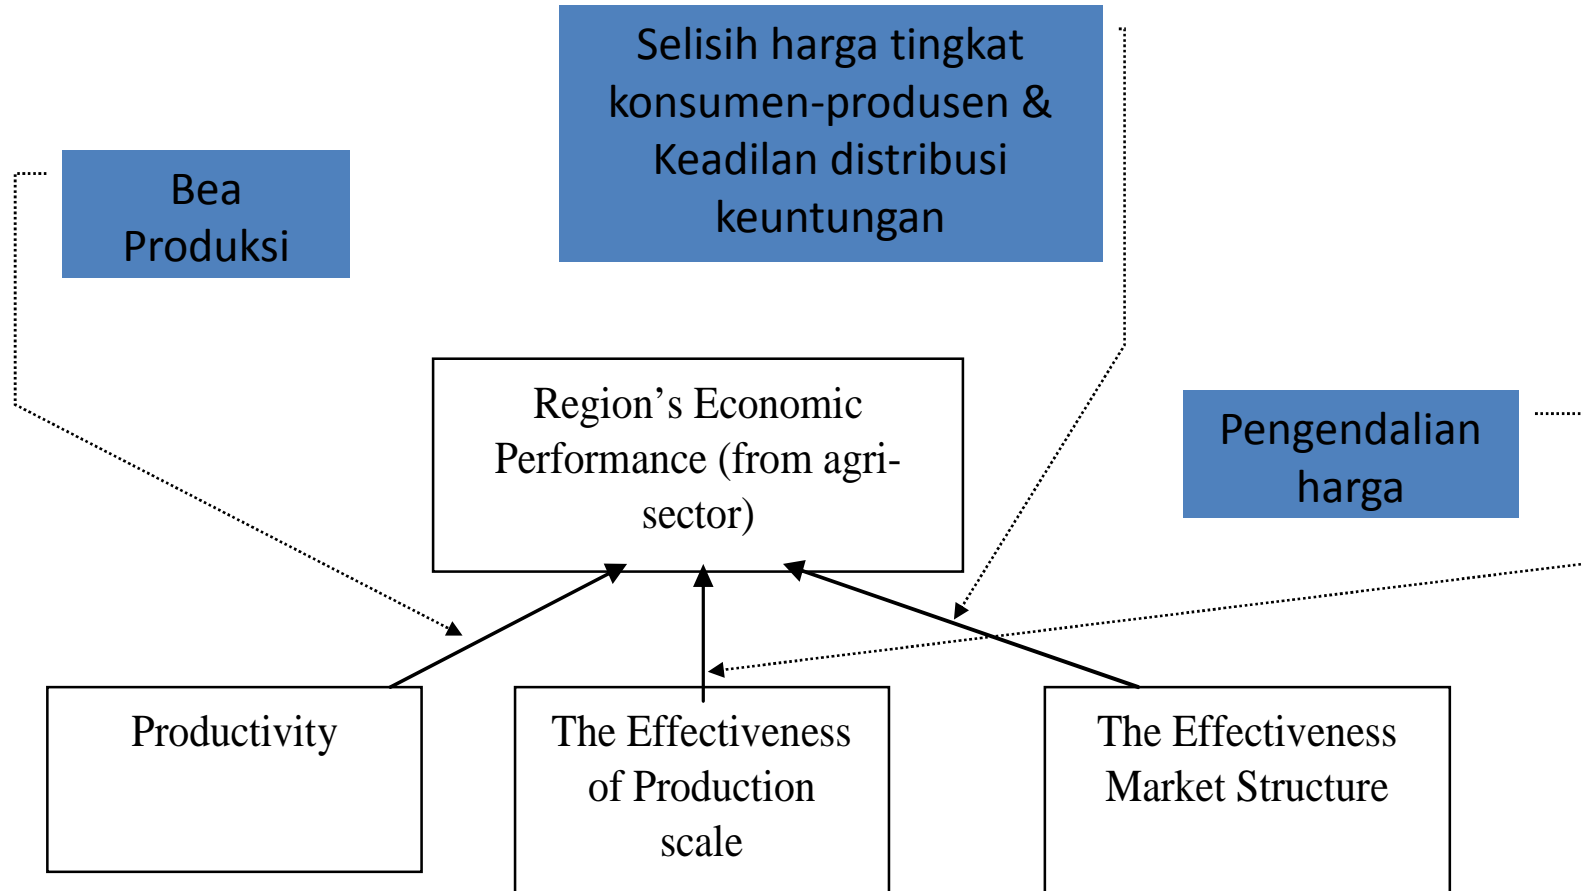 Selisih harga tingkat
konsumen-produsen &
Keadilan distribusi
keuntungan
Bea
Produksi
Region’s Economic
Performance (from agri-
sector)
Pengendalian
harga
Productivity
The Effectiveness
of Production
scale
The Effectiveness
Market Structure